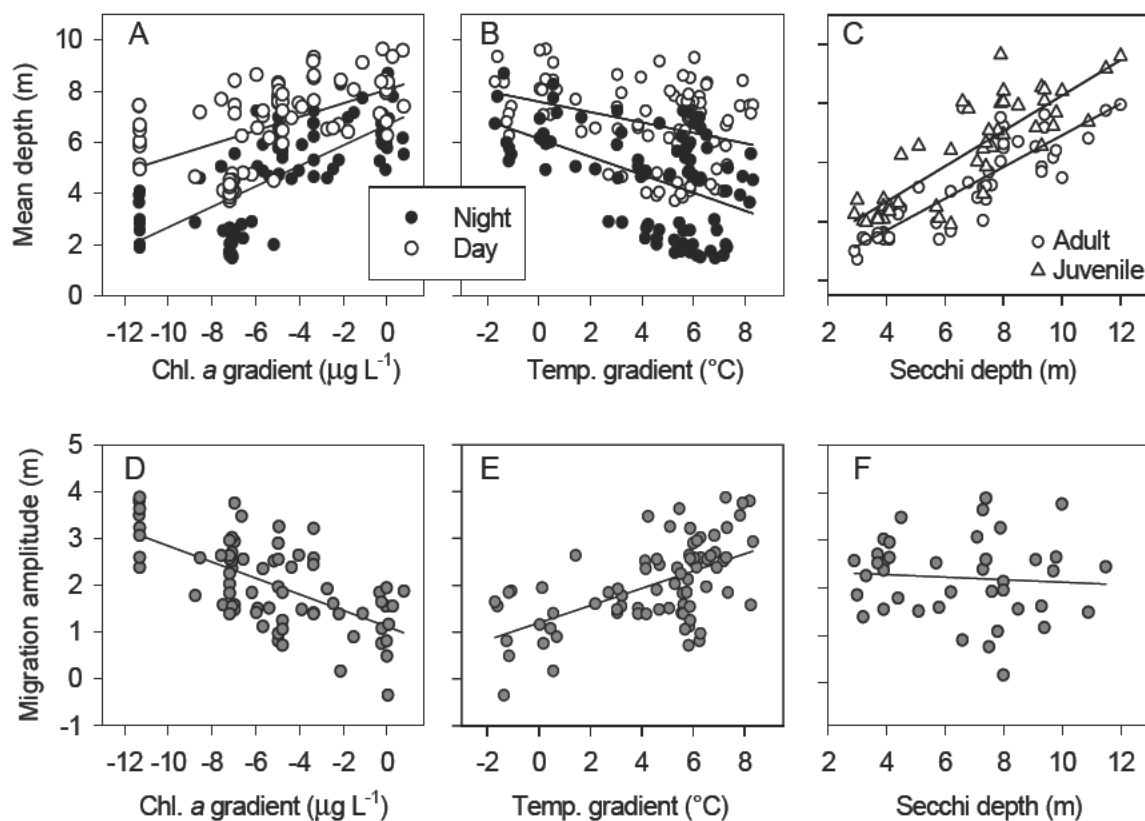 A
B
C
10
8
6
4
2
0
Mean depth (m)
Night
Day
Adult
Juvenile
-12 -10 -8 -6 -4 -2 0
-2 0 2 4 6 8
2 4 6 8 10 12
Chl. a gradient (µg L-1)
Temp. gradient (°C)
Secchi depth (m)
D
E
F
5
4
3
2
1
0
-1
Migration amplitude (m)
-12 -10 -8 -6 -4 -2 0
-2 0 2 4 6 8
2 4 6 8 10 12
Chl. a gradient (µg L-1)
Temp. gradient (°C)
Secchi depth (m)